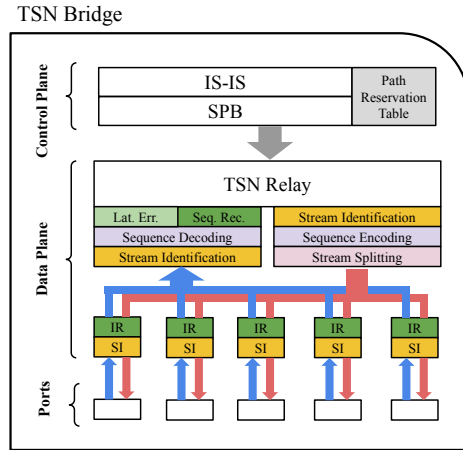 TSN Bridge
Control Plane
IS-IS
SPB
Path
Reservation
Table
Data Plane
TSN Relay
Lat. Err.
Seq. Rec.
Sequence Decoding
Stream Identification
Stream Identification
Sequence Encoding
Stream Splitting
IR
IR
IR
IR
IR
SI
SI
SI
SI
SI
Ports